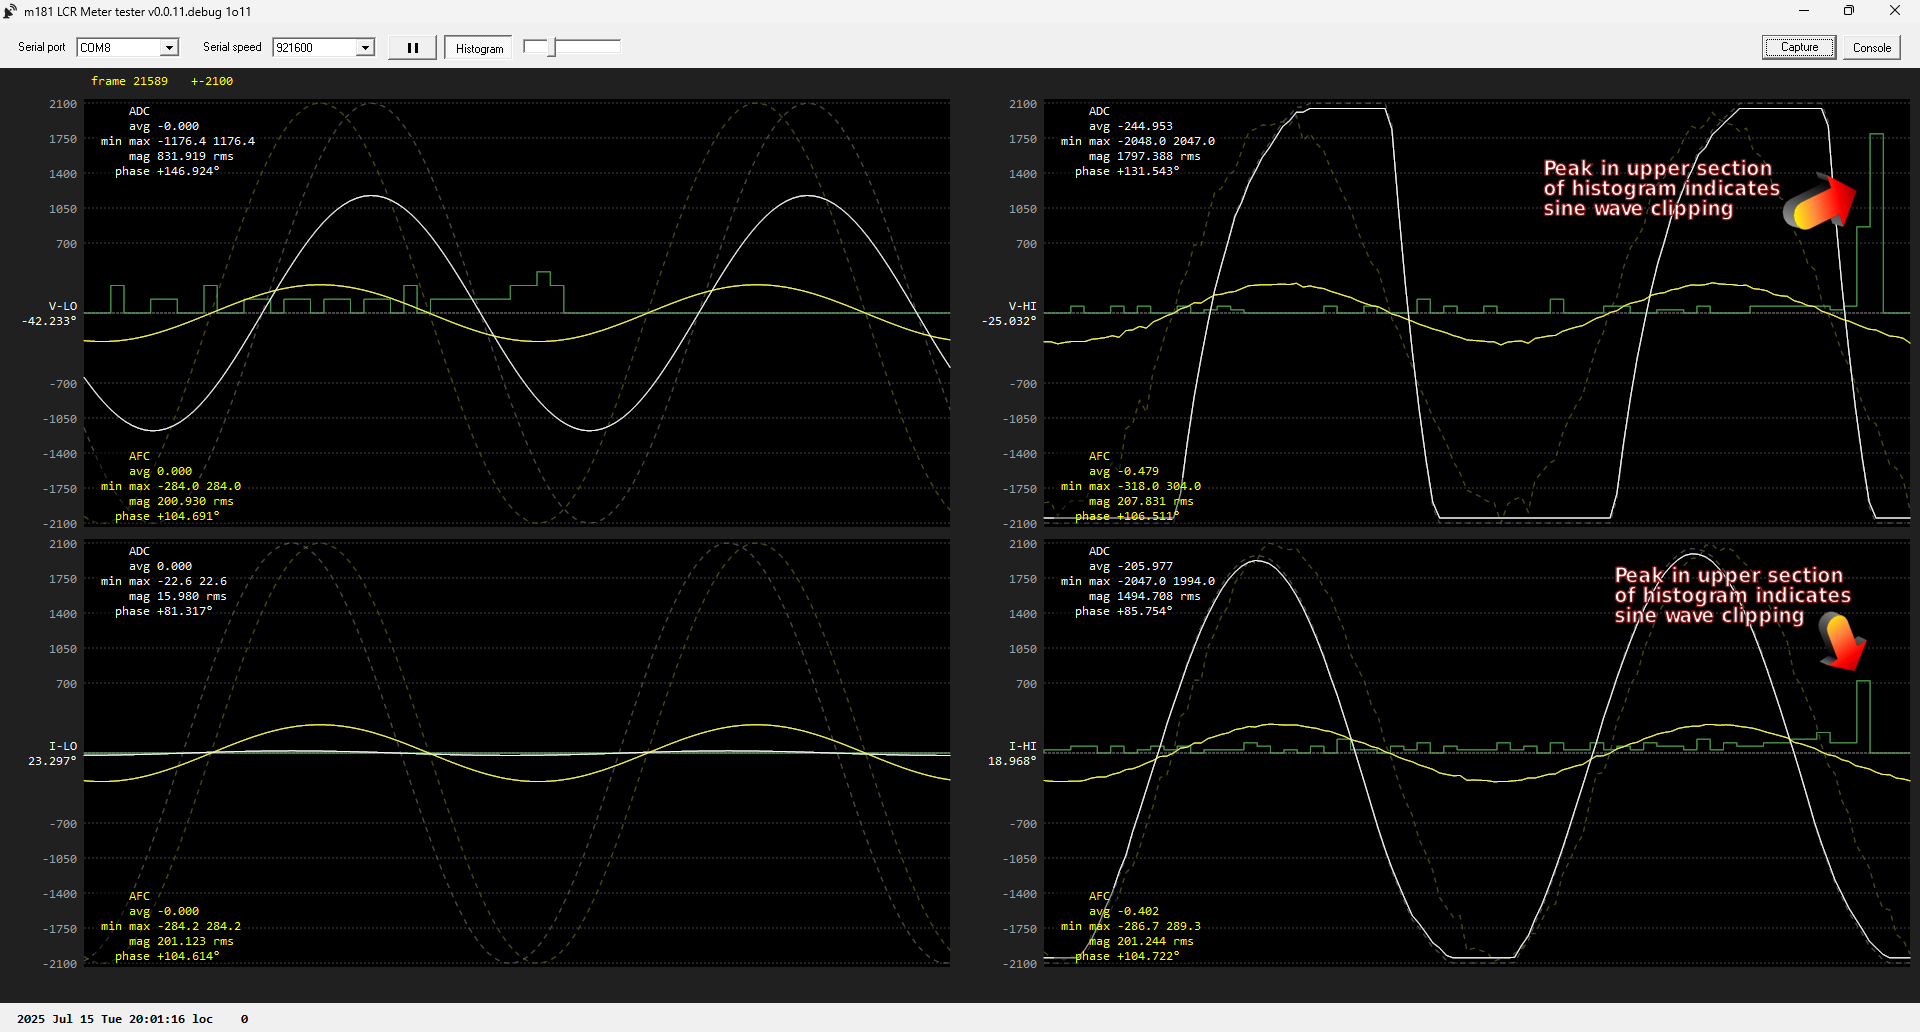 m181 LCR Meter tester v0.0.11.debug 1o11
Serial port COM8 Serial speed 921600 Histogram Capture Console
frame 21589 +-2100
2100
1750
1400
1050
700
V-LO
-42.233°
-700
-1050
-1400
-1750
-2100
ADC
avg -0.000
min max -1176.4 1176.4
mag 831.919 rms
phase +146.924°
AFC
avg 0.000
min max -284.0 284.0
mag 200.930 rms
phase +104.691°
2100
1750
1400
1050
700
V-HI
-25.032°
-700
-1050
-1400
-1750
-2100
ADC
avg -244.953
min max -2048.0 2047.0
mag 1797.388 rms
phase +131.543°
Peak in upper section
of histogram indicates
sine wave clipping
AFC
avg -0.479
min max -318.0 304.0
mag 207.831 rms
phase +106.511°
2100
1750
1400
1050
700
I-LO
23.297°
-700
-1050
-1400
-1750
-2100
ADC
avg 0.000
min max -22.6 22.6
mag 15.980 rms
phase +81.317°
AFC
avg -0.000
min max -284.2 284.2
mag 201.123 rms
phase +104.614°
2100
1750
1400
1050
700
I-HI
18.968°
-700
-1050
-1400
-1750
-2100
ADC
avg -205.977
min max -2047.0 1994.0
mag 1494.708 rms
phase +85.754°
Peak in upper section
of histogram indicates
sine wave clipping
AFC
avg -0.402
min max -286.7 289.3
mag 201.244 rms
phase +104.722°
2025 Jul 15 Tue 20:01:16 loc 0